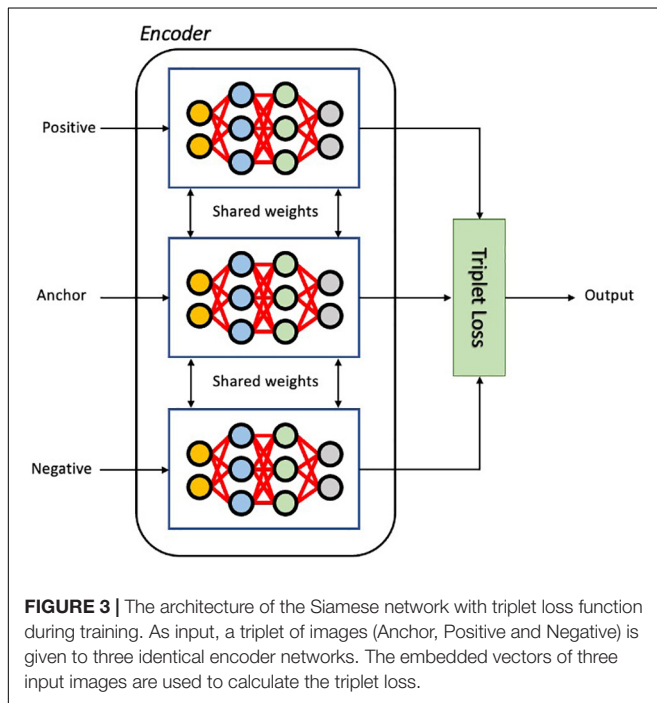 Encoder
Positive
Shared weights
Anchor
Triplet Loss
Output
Shared weights
Negative
FIGURE 3 | The architecture of the Siamese network with triplet loss function
during training. As input, a triplet of images (Anchor, Positive and Negative) is
given to three identical encoder networks. The embedded vectors of three
input images are used to calculate the triplet loss.